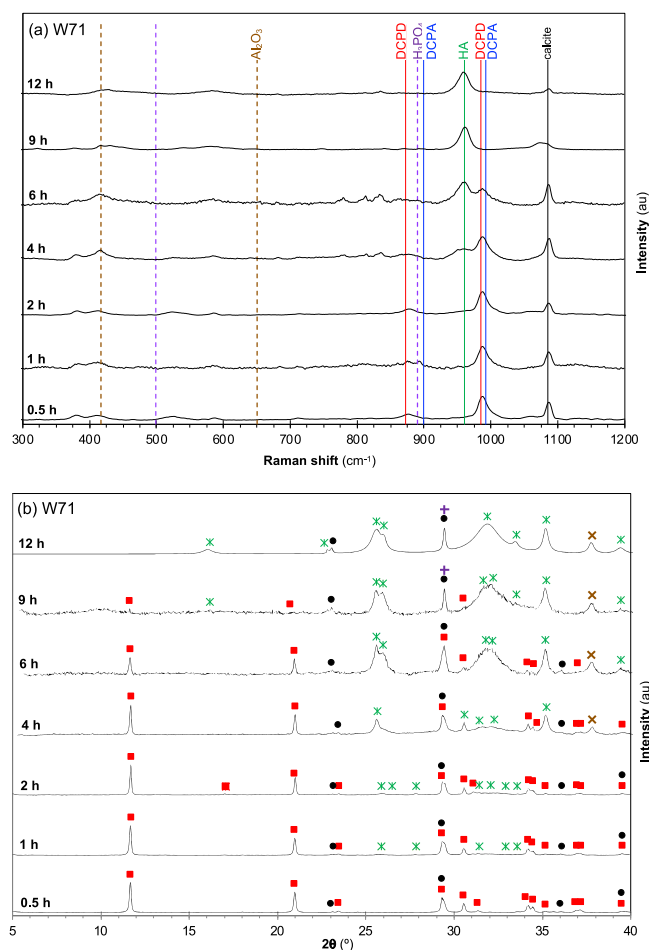 (a) W71
Al₂O₃
DCPD
HₓPOₓ
DCPA
HA
DCPD
DCPA
calcite
12 h
9 h
6 h
4 h
2 h
1 h
0.5 h
Intensity (au)
300 400 500 600 700 800 900 1000 1100 1200
Raman shift (cm⁻¹)
(b) W71
12 h
9 h
6 h
4 h
2 h
1 h
0.5 h
Intensity (au)
5 10 15 20 25 30 35 40
2θ (º)